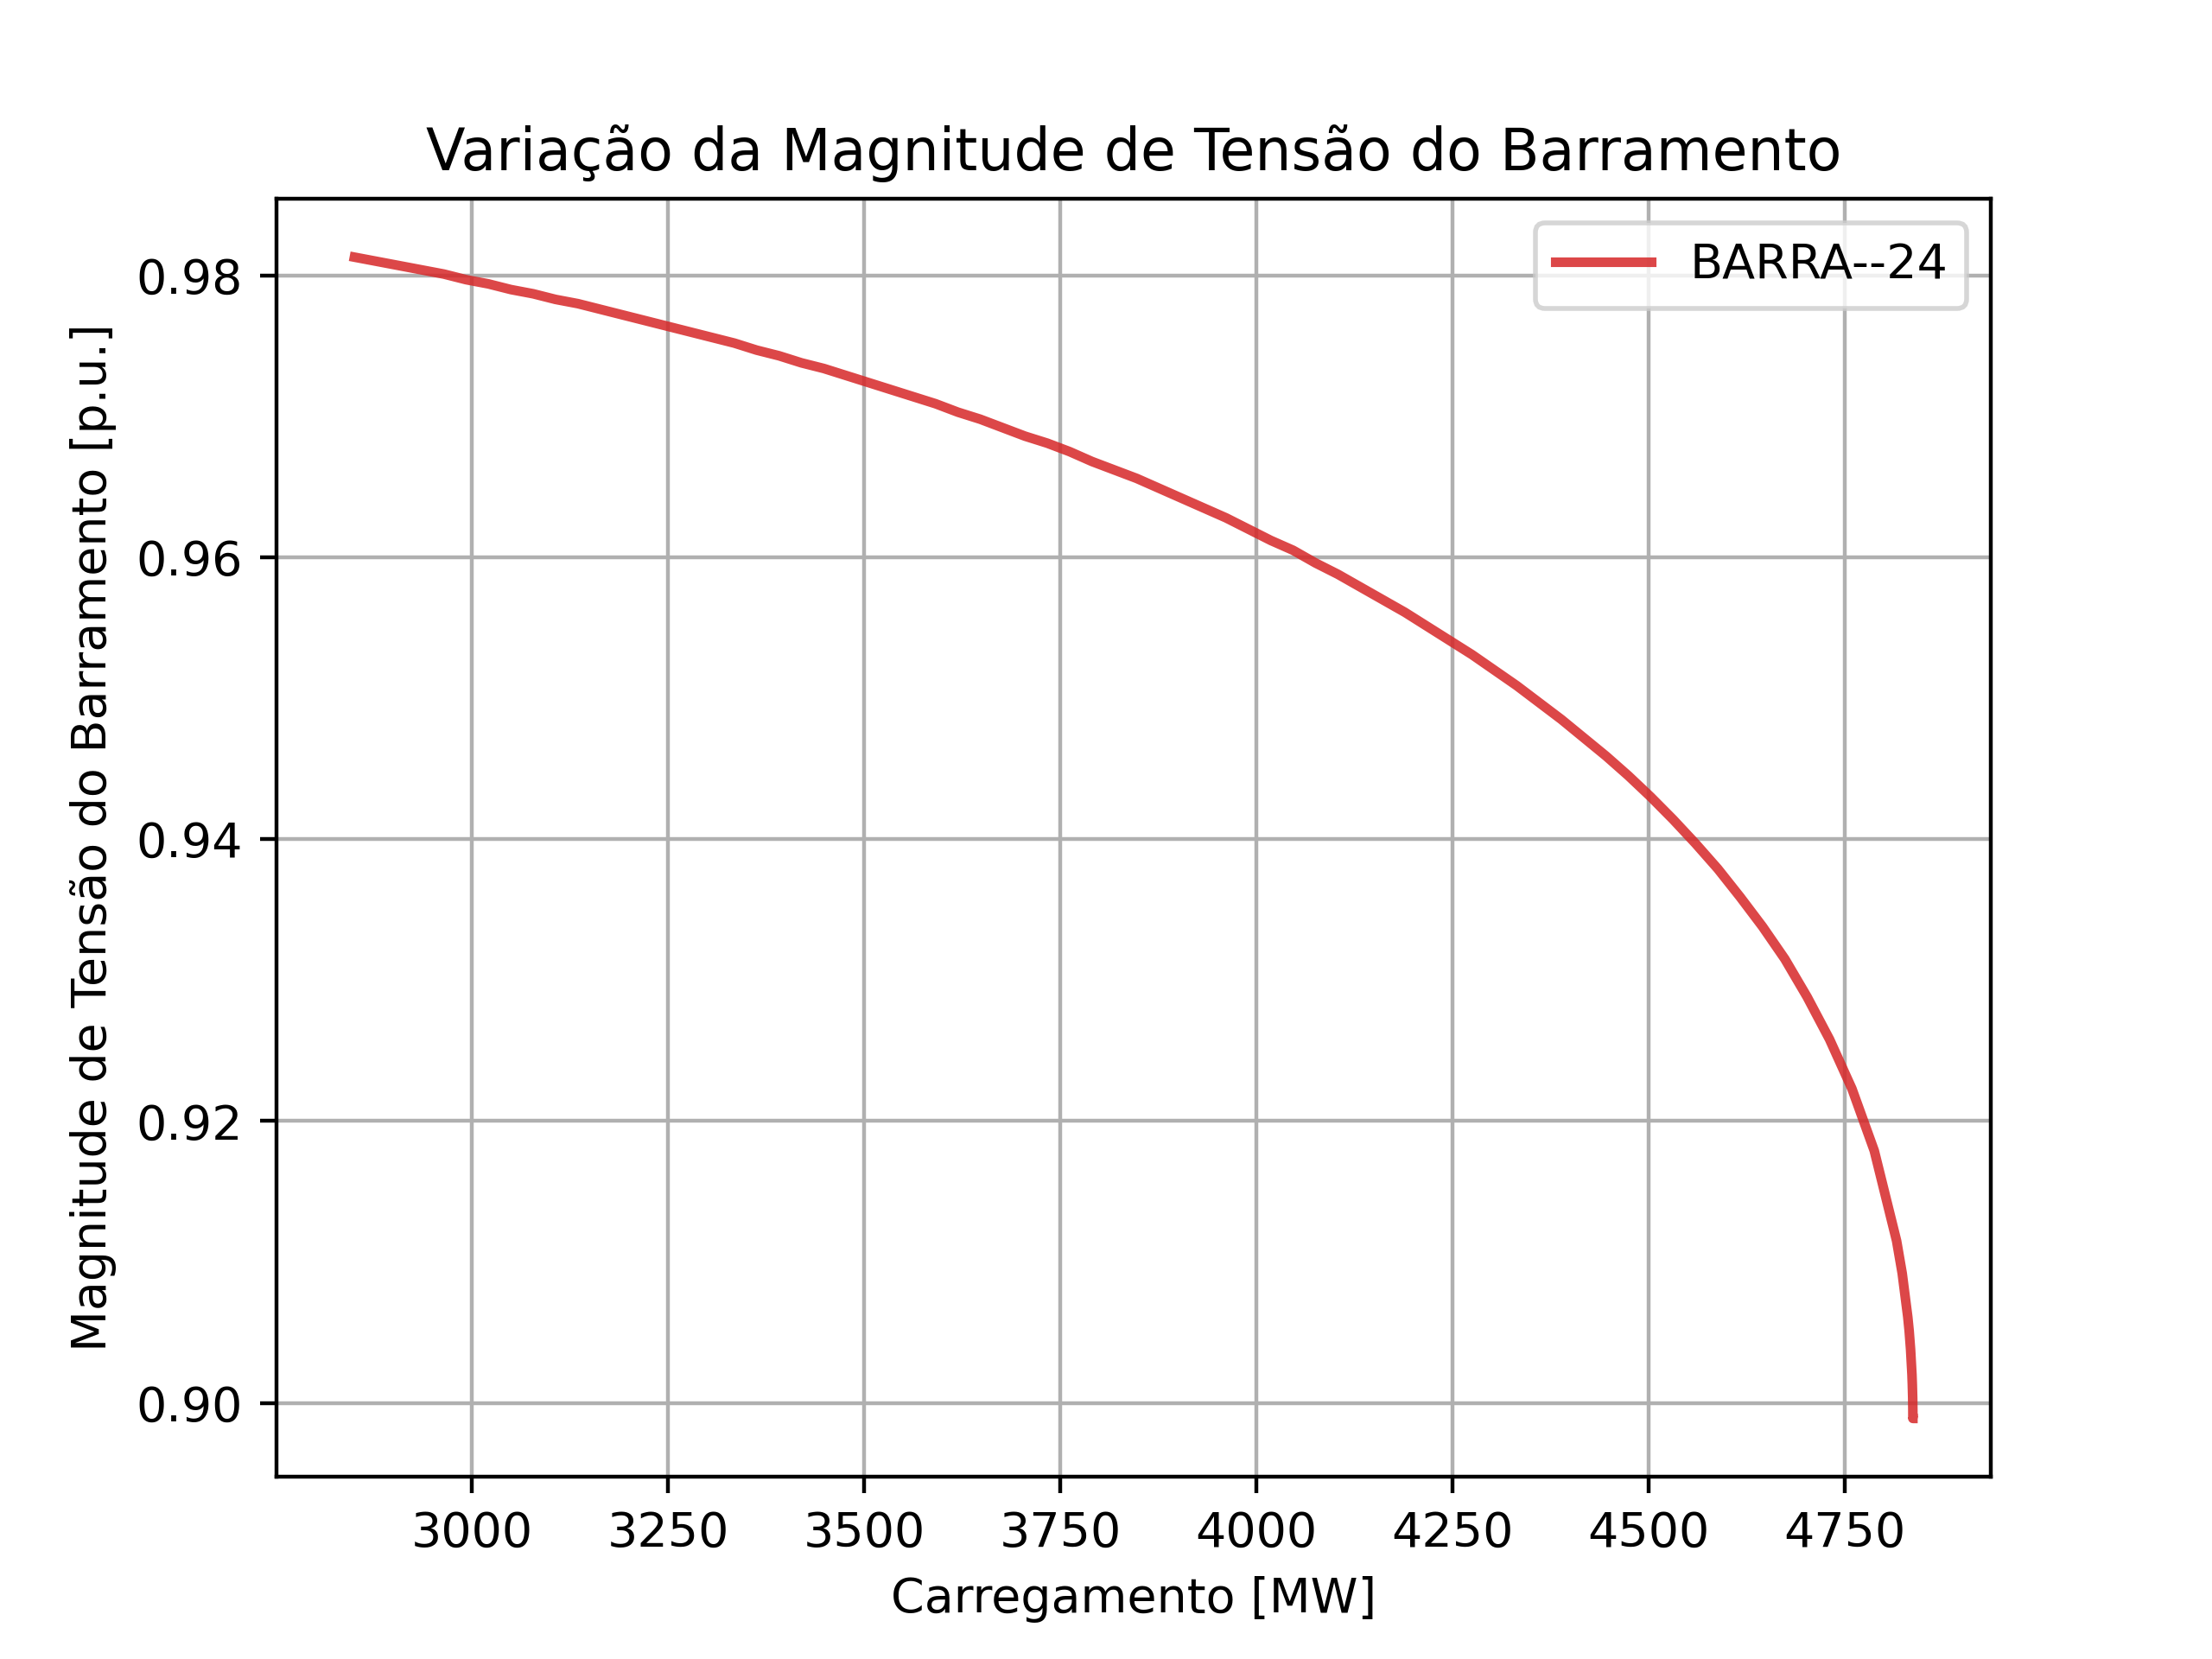 Variação da Magnitude de Tensão do Barramento
BARRA--24
Magnitude de Tensão do Barramento [p.u.]
0.98
0.96
0.94
0.92
0.90
3000 3250 3500 3750 4000 4250 4500 4750
Carregamento [MW]